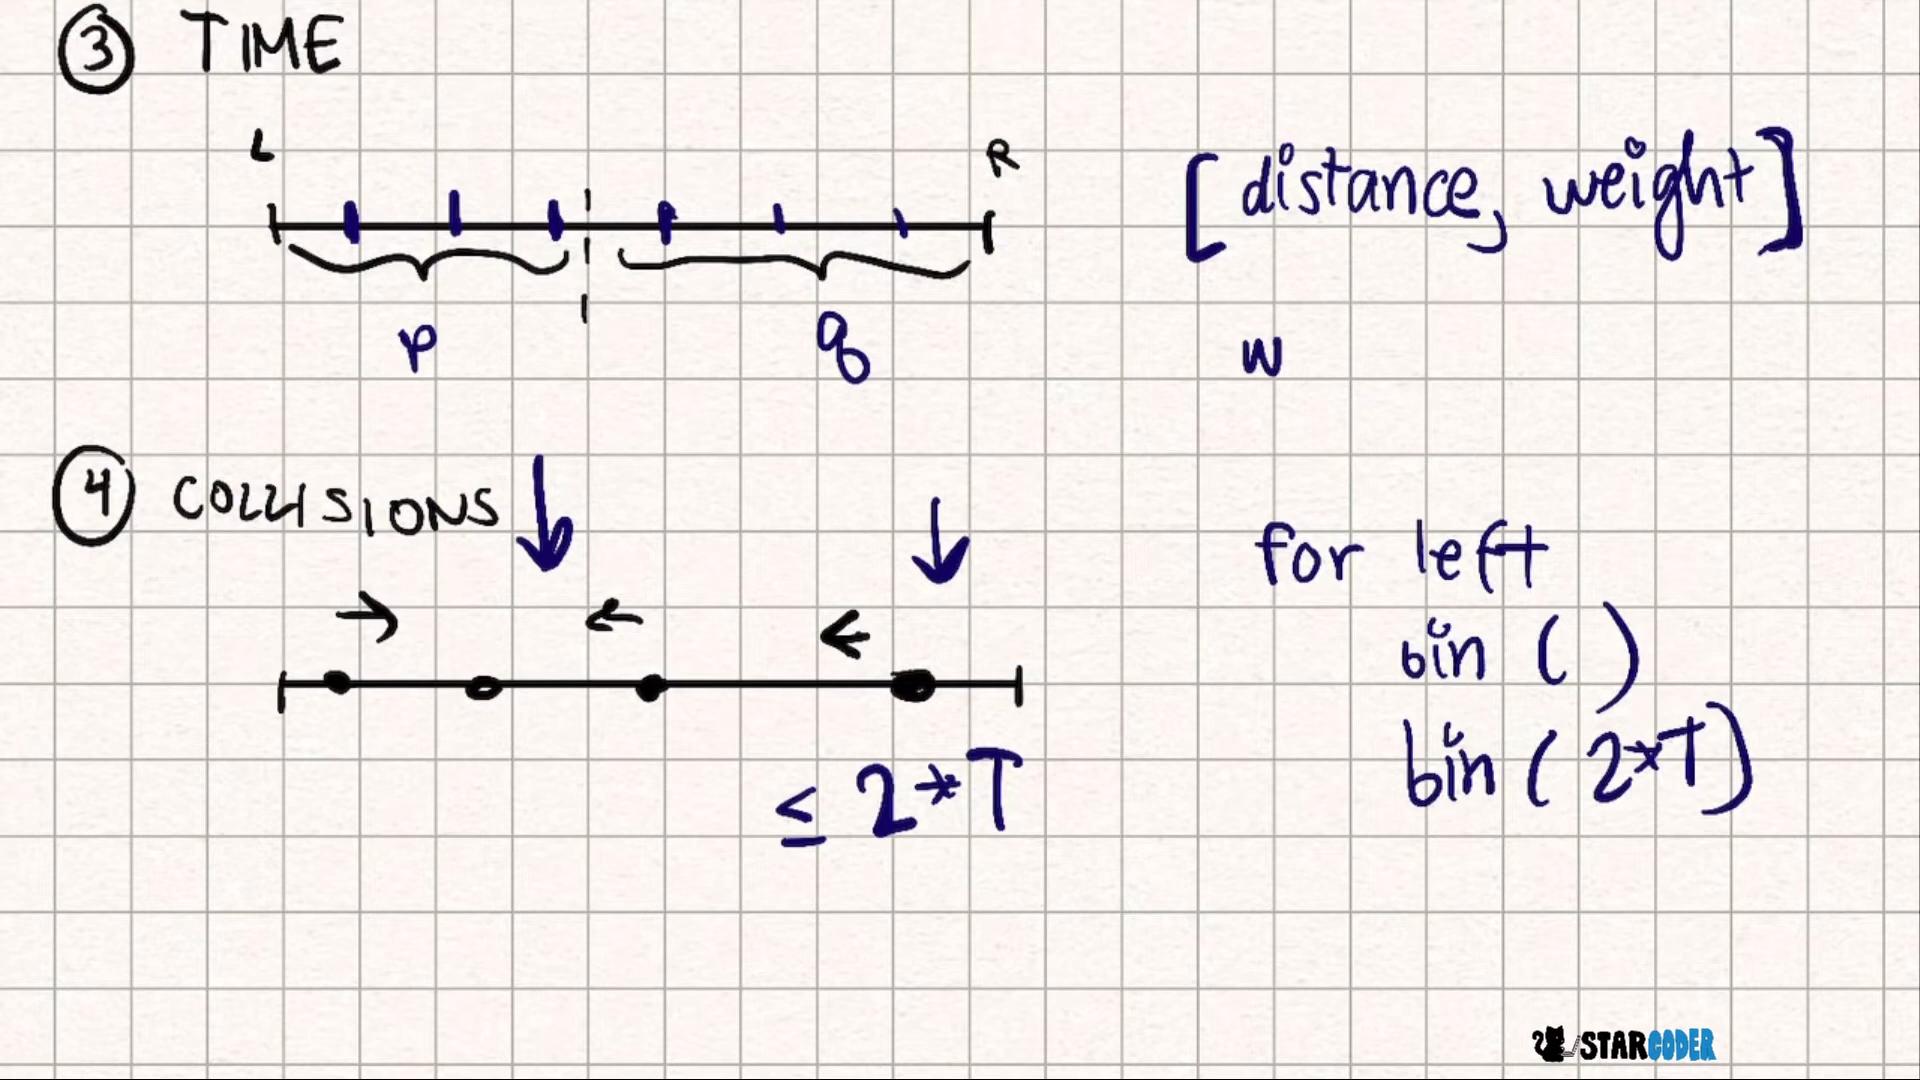 ③ TIME
L
R
[distance, weight]
p
q
w
④ COLLISIONS
for left
bin ( )
bin ( 2*T)
≤ 2*T
STARCODER